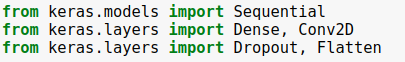 from keras.models import Sequential
from keras.layers import Dense, Conv2D
from keras.layers import Dropout, Flatten